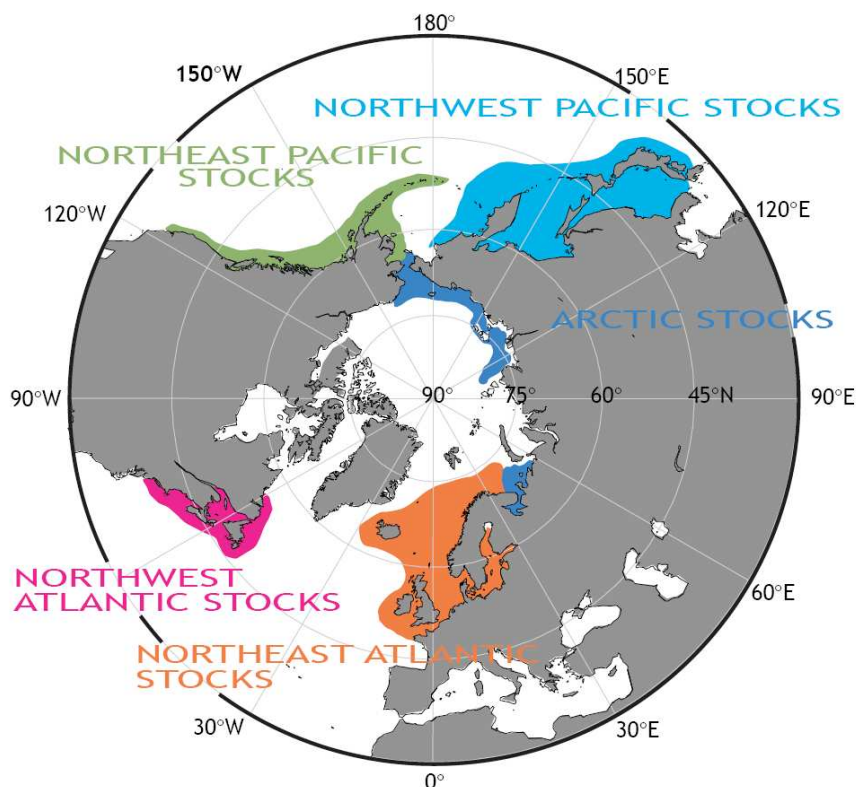 180°
150°W
150°E
NORTHWEST PACIFIC STOCKS
NORTHEAST PACIFIC
STOCKS
120°W
120°E
ARCTIC STOCKS
90°W
90°
75°
60°
45°N
90°E
NORTHWEST
ATLANTIC STOCKS
60°E
NORTHEAST ATLANTIC
STOCKS
30°W
30°E
0°